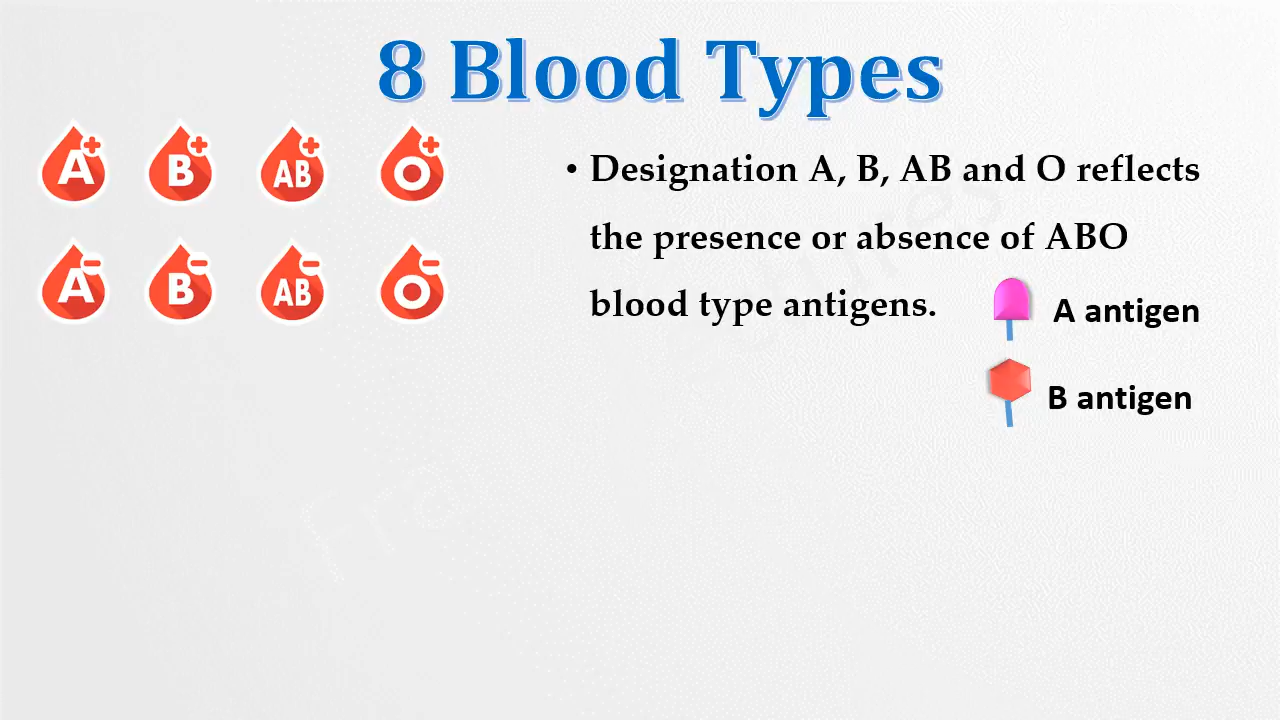 8 Blood Types
A+ B+ AB+ O+
A− B− AB− O−
• Designation A, B, AB and O reflects
the presence or absence of ABO
blood type antigens.
A antigen
B antigen